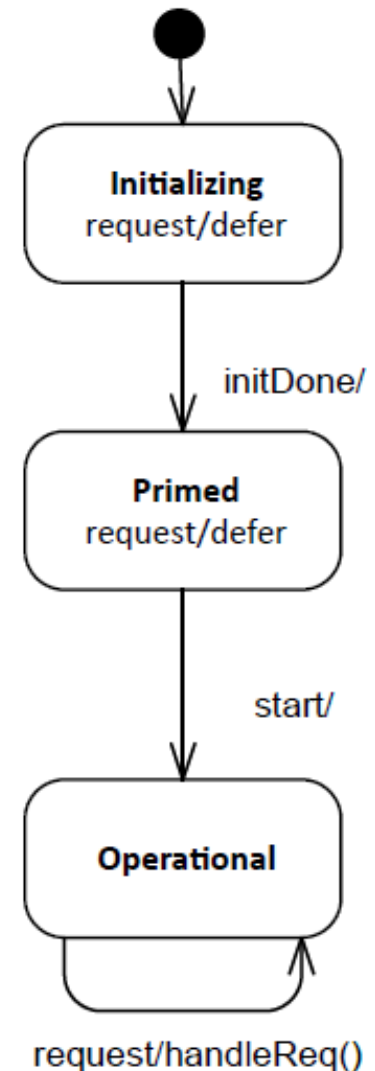 Initializing
request/defer
initDone/
Primed
request/defer
start/
Operational
request/handleReq()